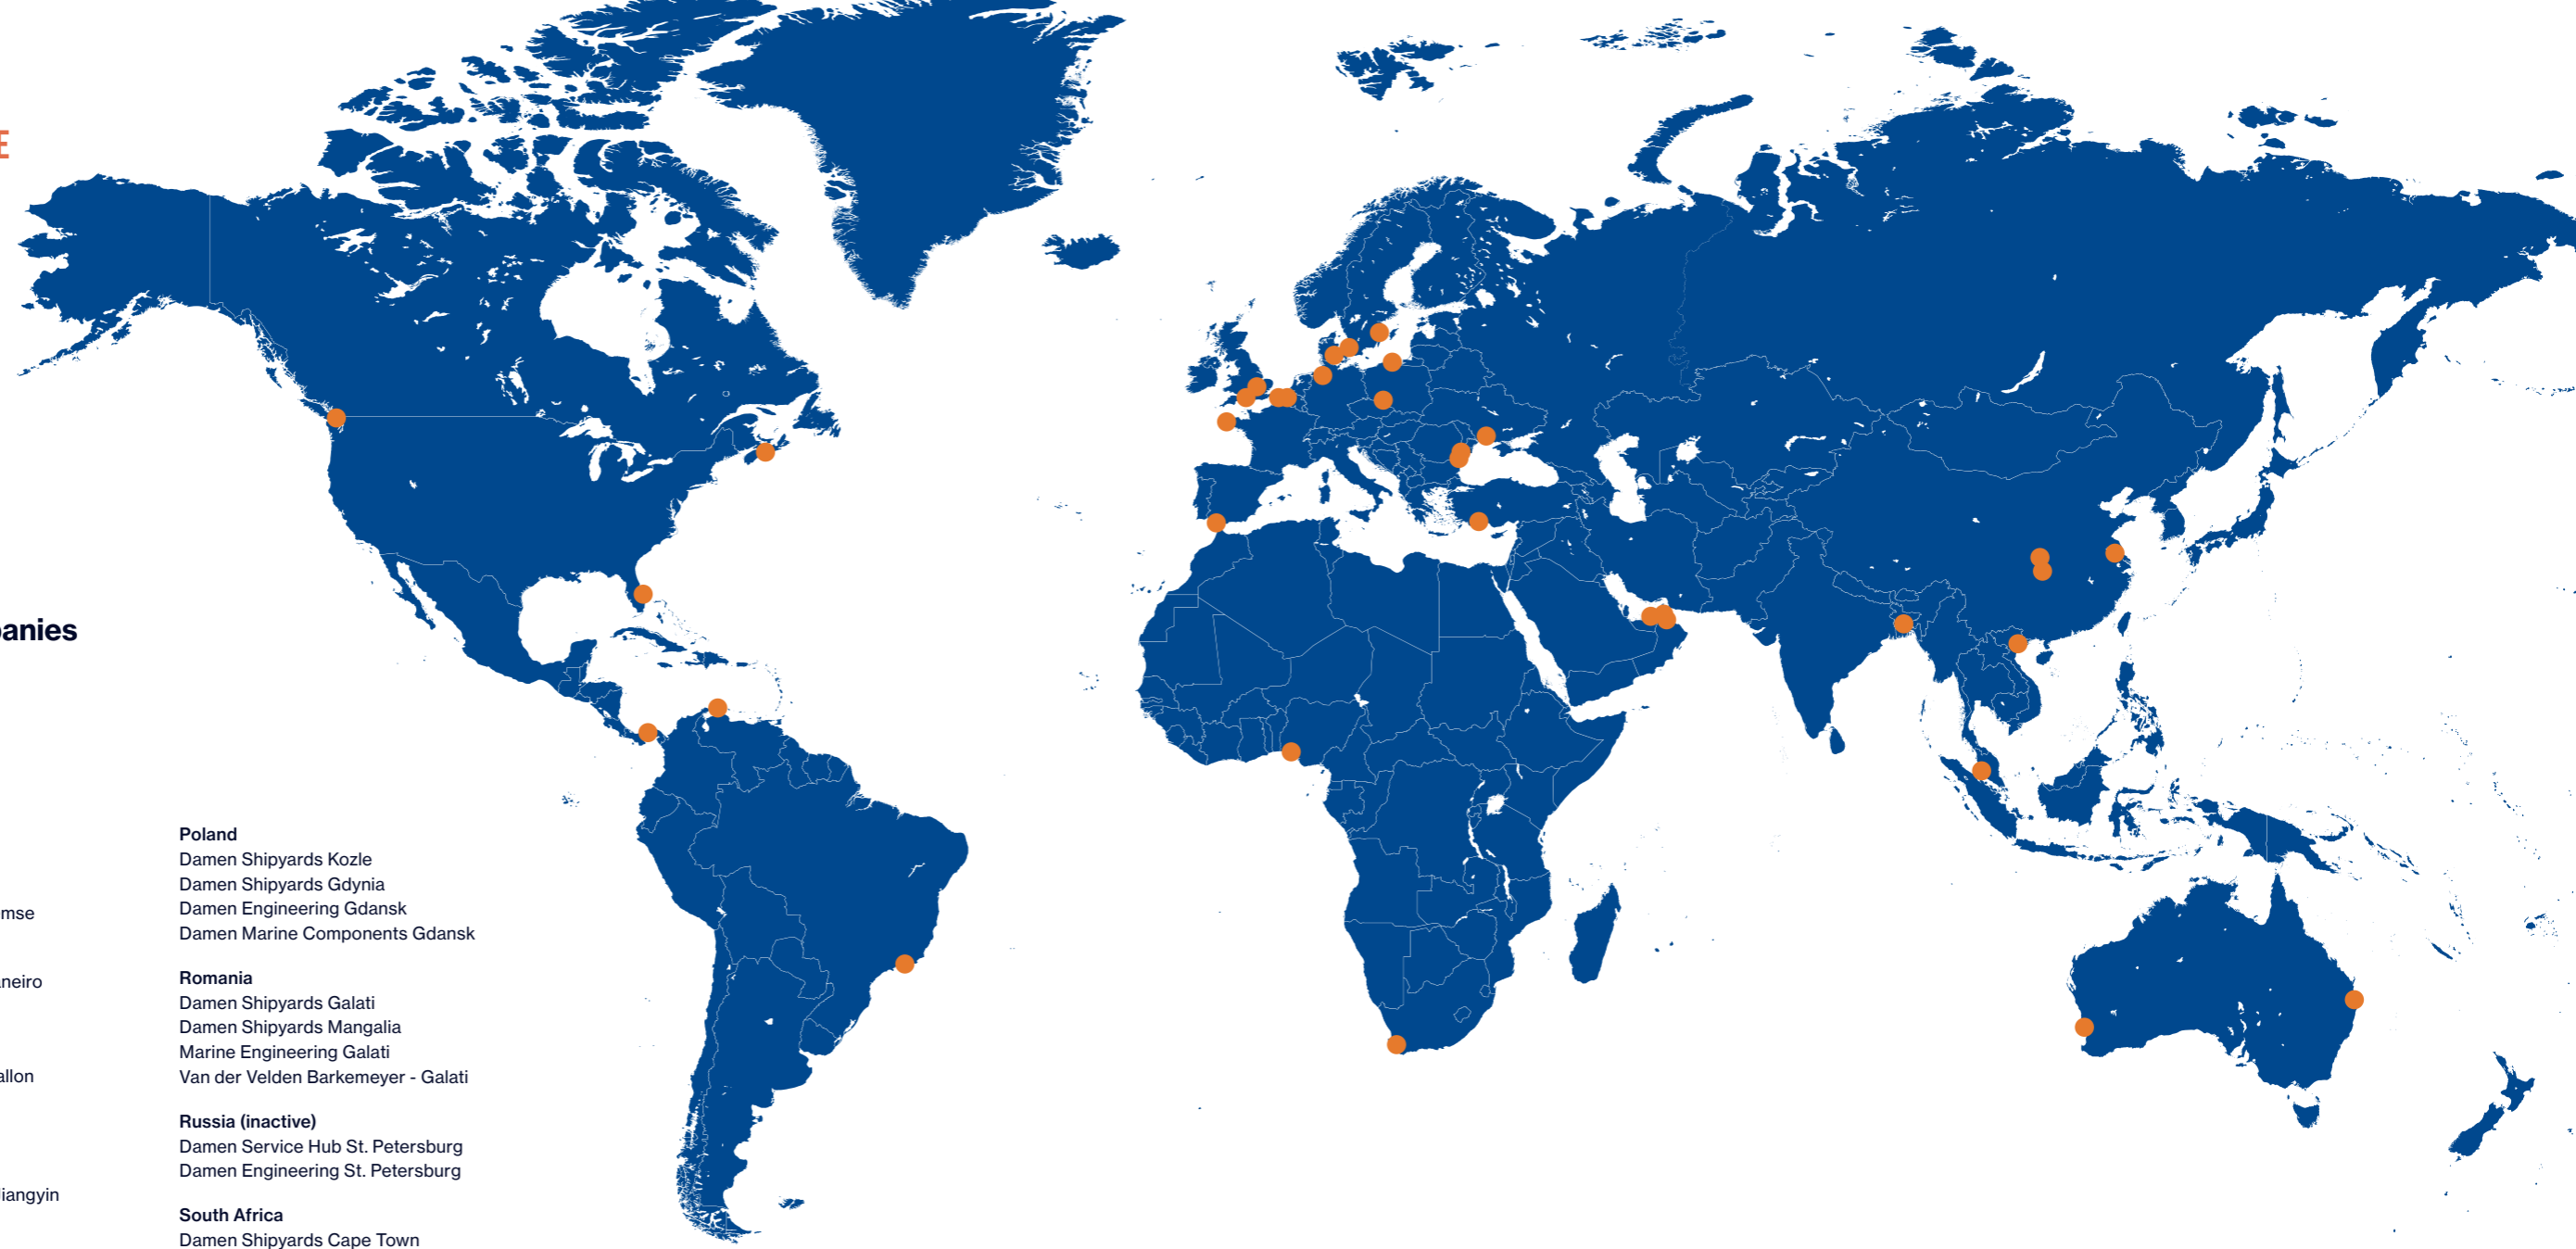 E
anies
mse
neiro
allon
iangyin
Poland
Damen Shipyards Kozle
Damen Shipyards Gdynia
Damen Engineering Gdansk
Damen Marine Components Gdansk
Romania
Damen Shipyards Galati
Damen Shipyards Mangalia
Marine Engineering Galati
Van der Velden Barkemeyer - Galati
Russia (inactive)
Damen Service Hub St. Petersburg
Damen Engineering St. Petersburg
South Africa
Damen Shipyards Cape Town